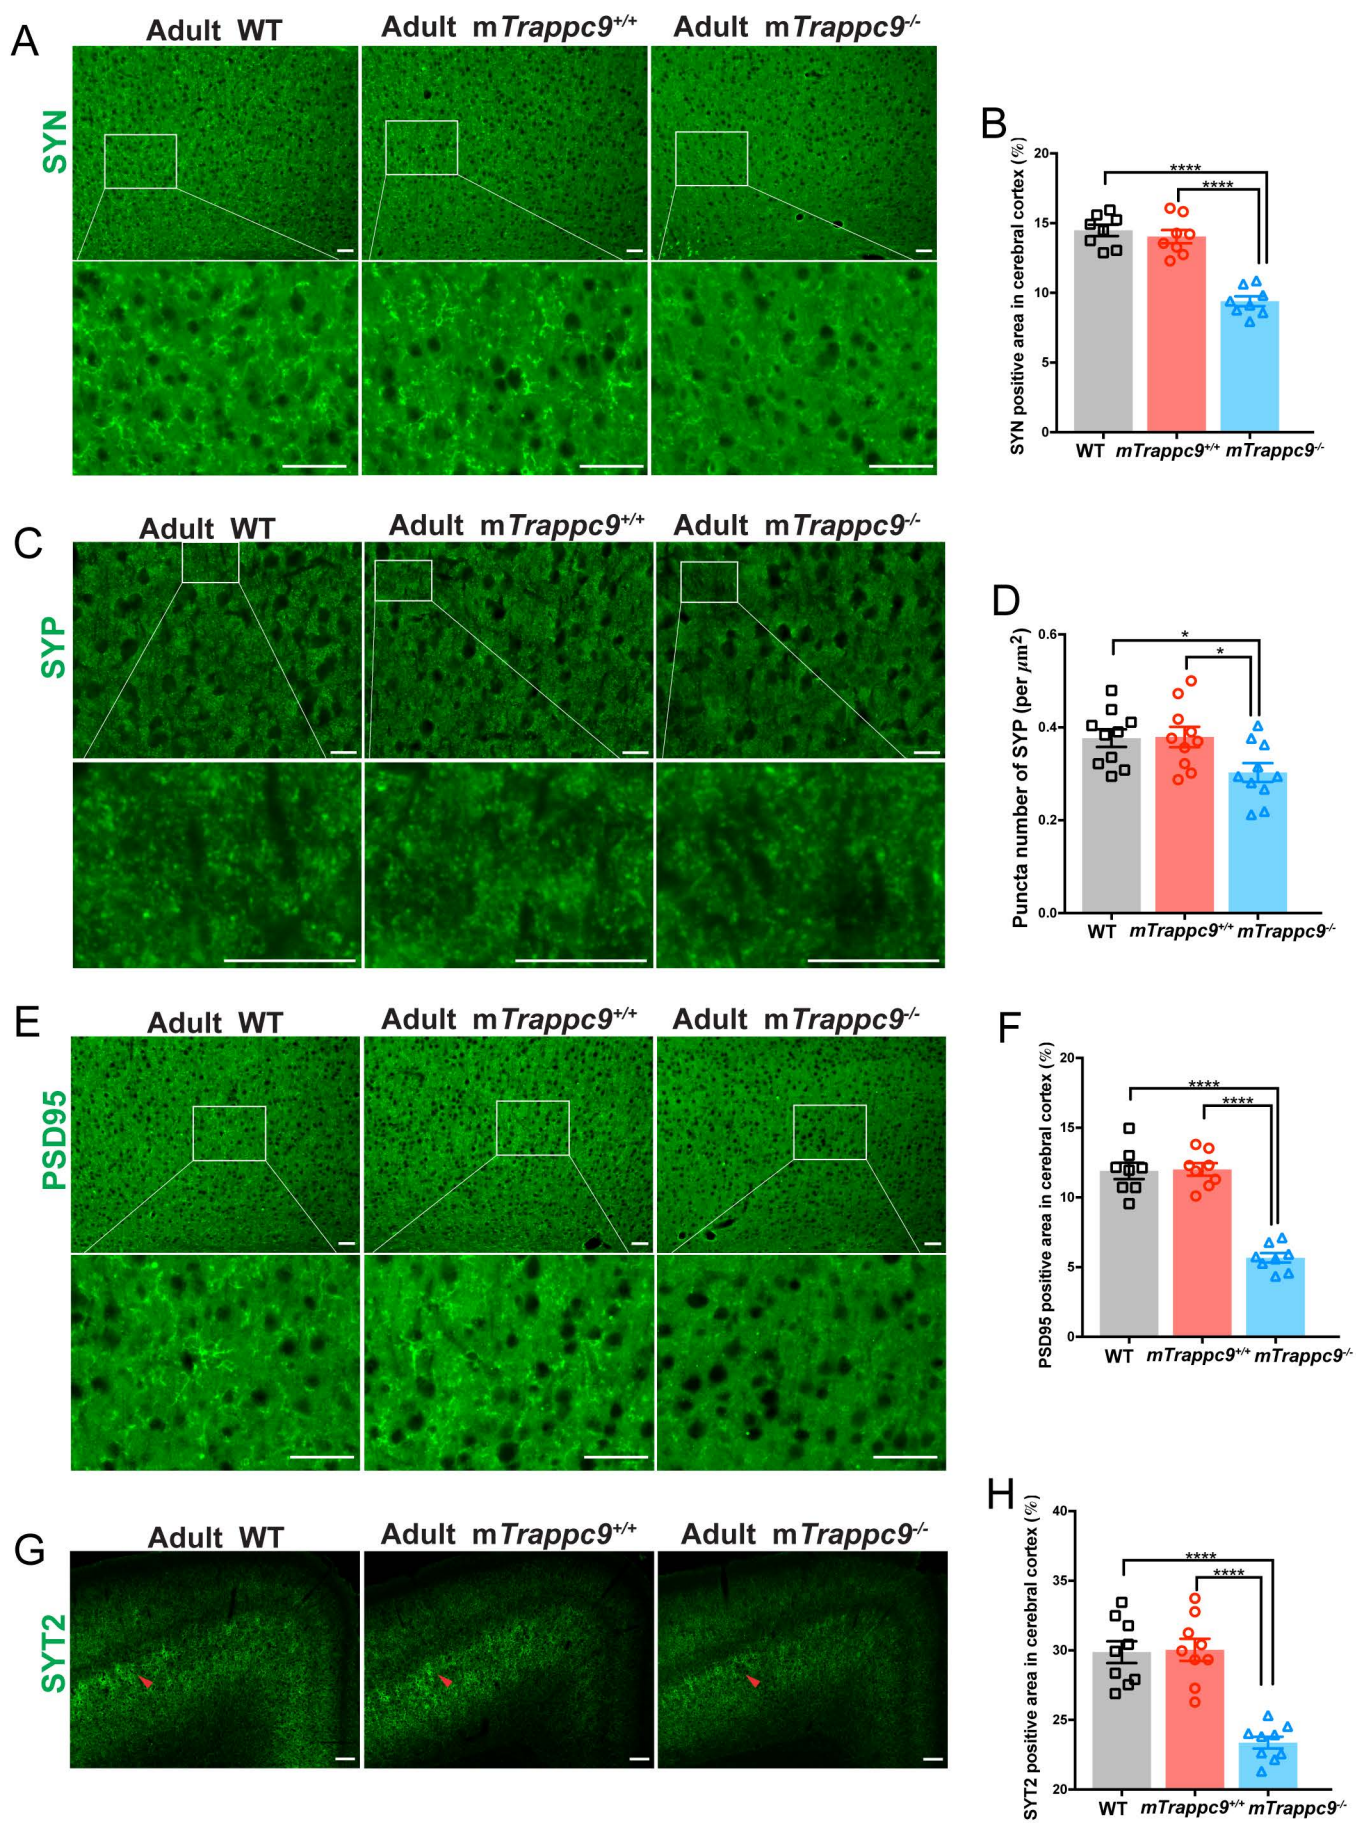 A
Adult WT
Adult mTrappc9+/+
Adult mTrappc9-/-
SYN
B
SYN positive area in cerebral cortex (%)
20
15
10
5
0
****
****
WT
mTrappc9+/+
mTrappc9-/-
C
Adult WT
Adult mTrappc9+/+
Adult mTrappc9-/-
SYP
D
Puncta number of SYP (per μm2)
0.6
0.4
0.2
0.0
*
*
WT
mTrappc9+/+
mTrappc9-/-
E
Adult WT
Adult mTrappc9+/+
Adult mTrappc9-/-
PSD95
F
PSD95 positive area in cerebral cortex (%)
20
15
10
5
0
****
****
WT
mTrappc9+/+
mTrappc9-/-
G
Adult WT
Adult mTrappc9+/+
Adult mTrappc9-/-
SYT2
H
SYT2 positive area in cerebral cortex (%)
40
35
30
25
20
****
****
WT
mTrappc9+/+
mTrappc9-/-